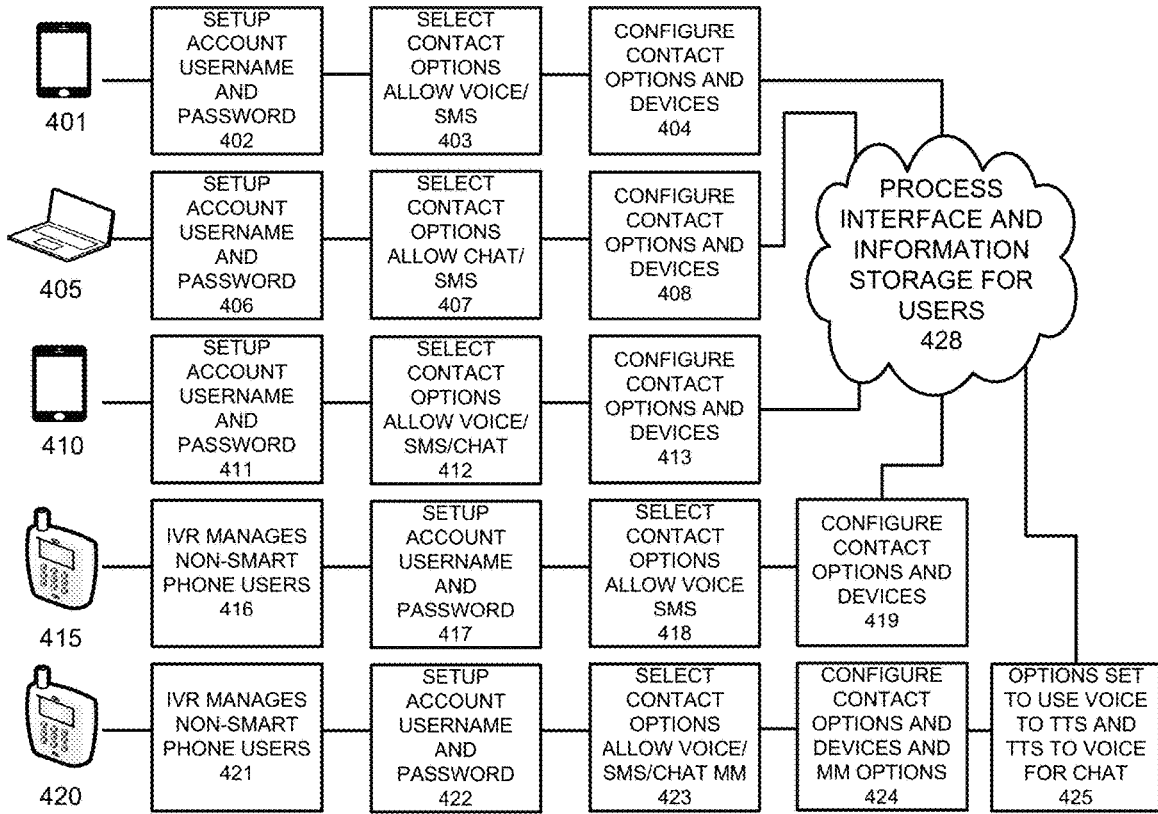 401
SETUP
ACCOUNT
USERNAME
AND
PASSWORD
402
SELECT
CONTACT
OPTIONS
ALLOW VOICE/
SMS
403
CONFIGURE
CONTACT
OPTIONS AND
DEVICES
404
405
SETUP
ACCOUNT
USERNAME
AND
PASSWORD
406
SELECT
CONTACT
OPTIONS
ALLOW CHAT/
SMS
407
CONFIGURE
CONTACT
OPTIONS AND
DEVICES
408
PROCESS
INTERFACE AND
INFORMATION
STORAGE FOR
USERS
428
410
SETUP
ACCOUNT
USERNAME
AND
PASSWORD
411
SELECT
CONTACT
OPTIONS
ALLOW VOICE/
SMS/CHAT
412
CONFIGURE
CONTACT
OPTIONS AND
DEVICES
413
415
IVR MANAGES
NON-SMART
PHONE USERS
416
SETUP
ACCOUNT
USERNAME
AND
PASSWORD
417
SELECT
CONTACT
OPTIONS
ALLOW VOICE
SMS
418
CONFIGURE
CONTACT
OPTIONS AND
DEVICES
419
420
IVR MANAGES
NON-SMART
PHONE USERS
421
SETUP
ACCOUNT
USERNAME
AND
PASSWORD
422
SELECT
CONTACT
OPTIONS
ALLOW VOICE/
SMS/CHAT MM
423
CONFIGURE
CONTACT
OPTIONS AND
DEVICES AND
MM OPTIONS
424
OPTIONS SET
TO USE VOICE
TO TTS AND
TTS TO VOICE
FOR CHAT
425